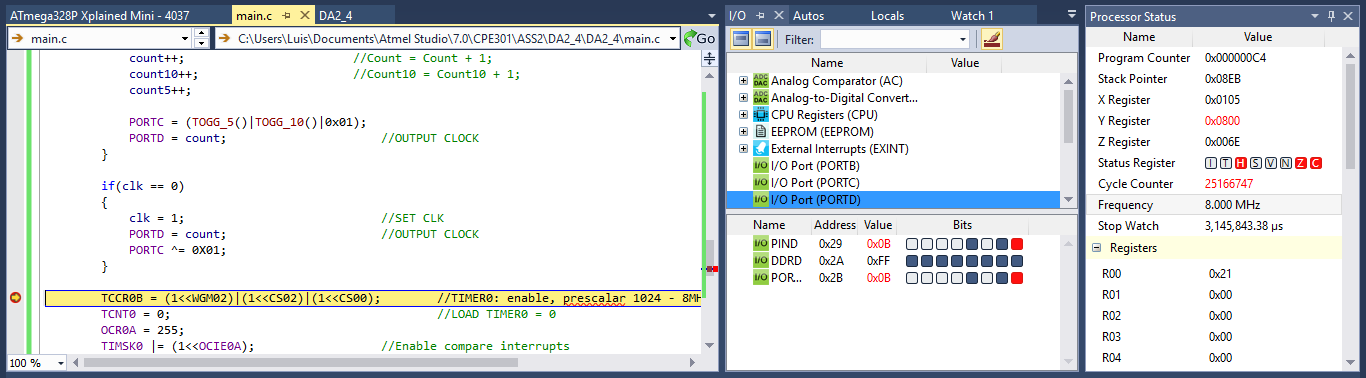 ATmega328P Xplained Mini - 4037 main.c DA2_4
main.c C:\Users\Luis\Documents\Atmel Studio\7.0\CPE301\ASS2\DA2_4\DA2_4\main.c Go
count++; //Count = Count + 1;
count10++; //Count10 = Count10 + 1;
count5++;
PORTC = (TOGG_5()|TOGG_10()|0x01);
PORTD = count; //OUTPUT CLOCK
}
if(clk == 0)
{
clk = 1; //SET CLK
PORTD = count; //OUTPUT CLOCK
PORTC ^= 0X01;
}
TCCR0B = (1<<WGM02)|(1<<CS02)|(1<<CS00); //TIMER0: enable, prescalar 1024 - 8MH
TCNT0 = 0; //LOAD TIMER0 = 0
OCR0A = 255;
TIMSK0 |= (1<<OCIE0A); //Enable compare interrupts
100 %
I/O Autos Locals Watch 1
Filter:
Name Value
Analog Comparator (AC)
Analog-to-Digital Convert...
CPU Registers (CPU)
EEPROM (EEPROM)
External Interrupts (EXINT)
I/O I/O Port (PORTB)
I/O I/O Port (PORTC)
I/O I/O Port (PORTD)
Name Address Value Bits
I/O PIND 0x29 0x0B
I/O DDRD 0x2A 0xFF
I/O POR... 0x2B 0x0B
Processor Status
Name Value
Program Counter 0x000000C4
Stack Pointer 0x08EB
X Register 0x0105
Y Register 0x0800
Z Register 0x006E
Status Register I T H S V N Z C
Cycle Counter 25166747
Frequency 8.000 MHz
Stop Watch 3,145,843.38 µs
Registers
R00 0x21
R01 0x00
R02 0x00
R03 0x00
R04 0x00